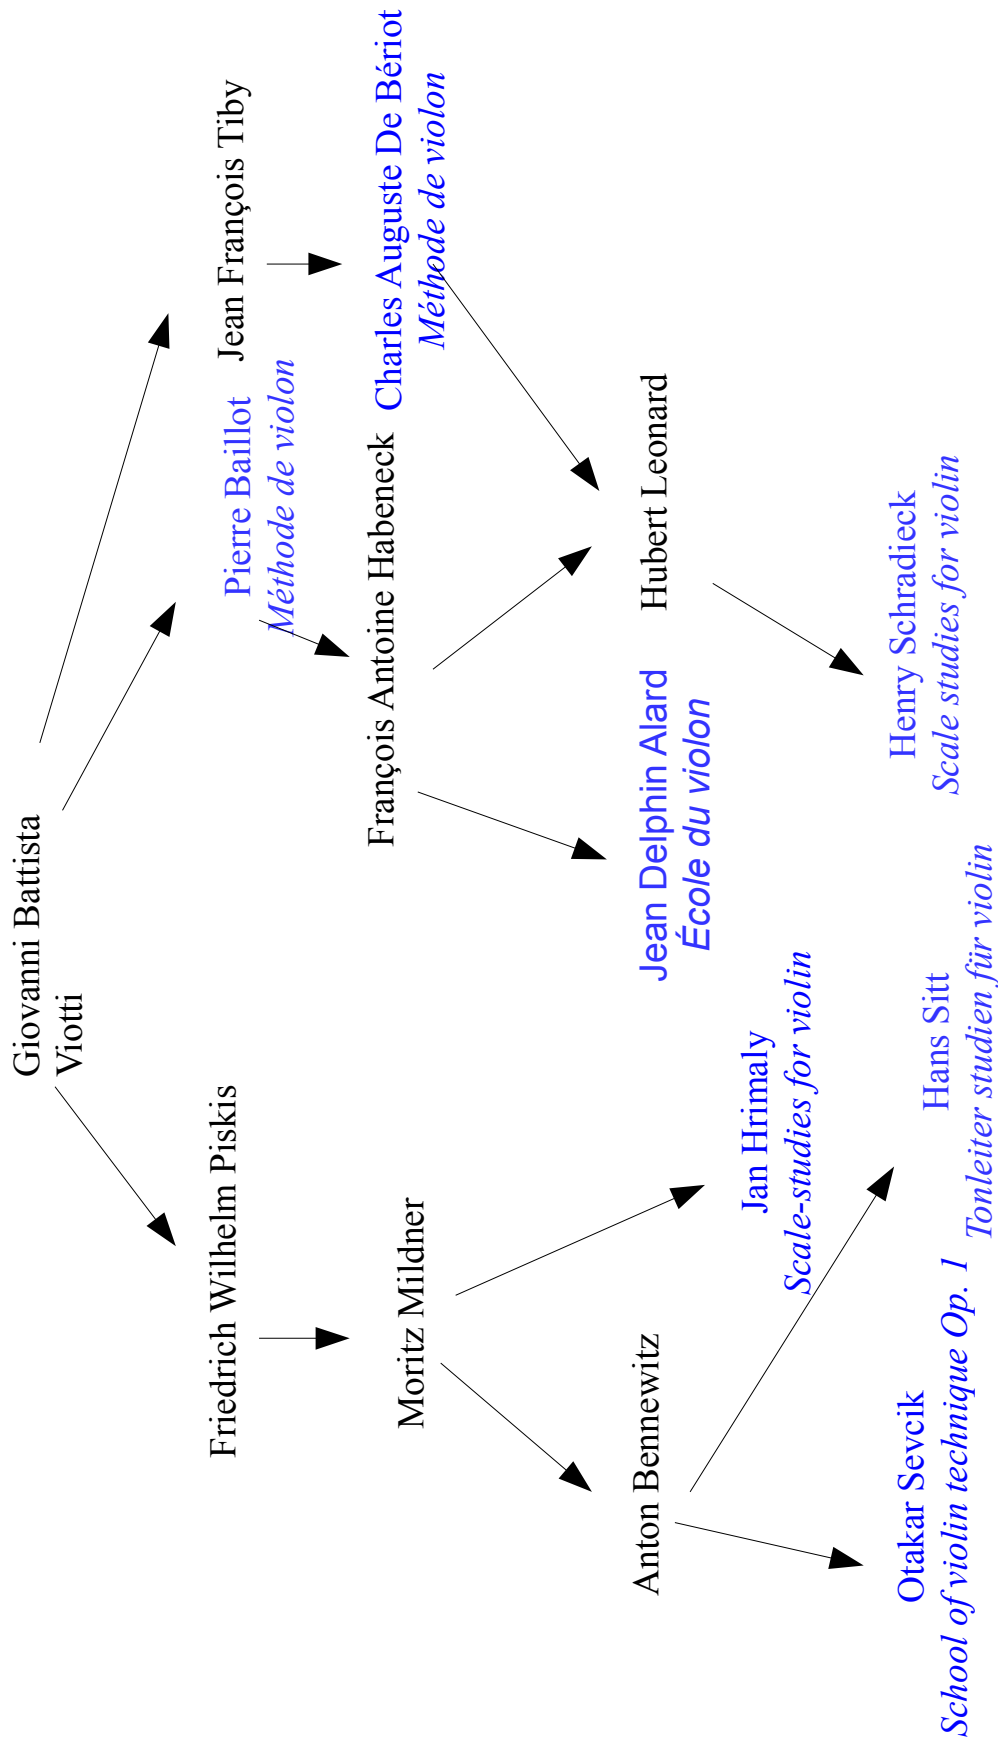 Giovanni Battista
Viotti
Friedrich Wilhelm Piskis
Pierre Baillot
Méthode de violon
Jean François Tiby
Moritz Mildner
François Antoine Habeneck
Charles Auguste De Bériot
Méthode de violon
Anton Bennewitz
Jan Hrimaly
Scale-studies for violin
Jean Delphin Alard
École du violon
Hubert Leonard
Otakar Sevcik
School of violin technique Op. 1
Hans Sitt
Tonleiter studien für violin
Henry Schradieck
Scale studies for violin